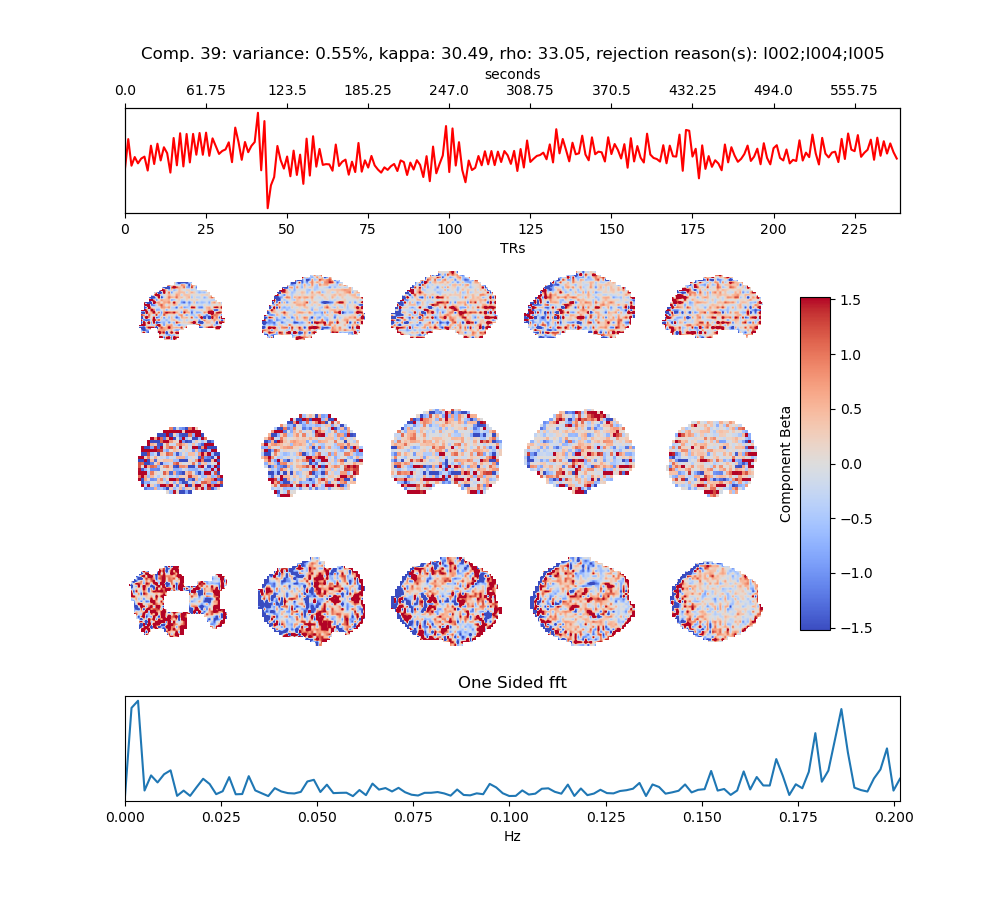 Comp. 39: variance: 0.55%, kappa: 30.49, rho: 33.05, rejection reason(s): I002;I004;I005
seconds
0.0 61.75 123.5 185.25 247.0 308.75 370.5 432.25 494.0 555.75
0 25 50 75 100 125 150 175 200 225
TRs
1.5
1.0
0.5
0.0
−0.5
−1.0
−1.5
Component Beta
One Sided fft
0.000 0.025 0.050 0.075 0.100 0.125 0.150 0.175 0.200
Hz